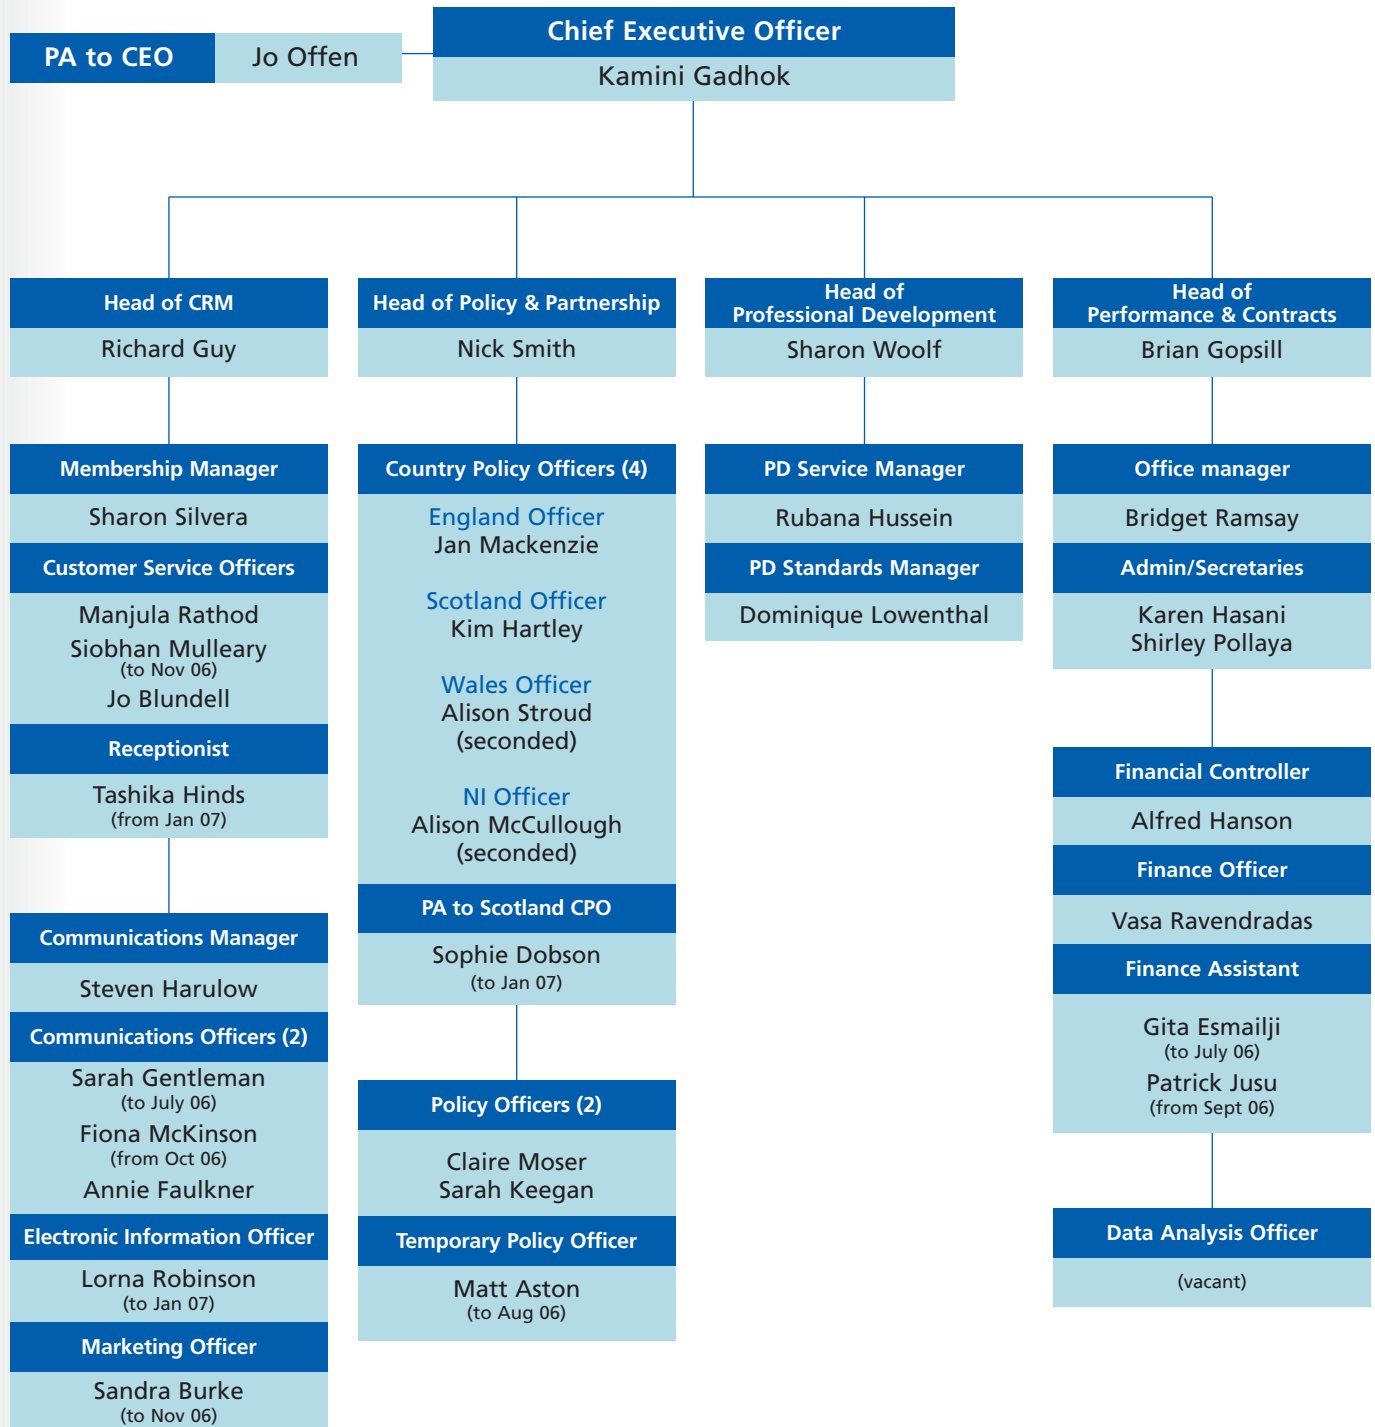 PA to CEO
Jo Offen
Chief Executive Officer
Kamini Gadhok
Head of CRM
Richard Guy
Membership Manager
Sharon Silvera
Customer Service Officers
Manjula Rathod
Siobhan Mulleary
(to Nov 06)
Jo Blundell
Receptionist
Tashika Hinds
(from Jan 07)
Communications Manager
Steven Harulow
Communications Officers (2)
Sarah Gentleman
(to July 06)
Fiona McKinson
(from Oct 06)
Annie Faulkner
Electronic Information Officer
Lorna Robinson
(to Jan 07)
Marketing Officer
Sandra Burke
(to Nov 06)
Head of Policy & Partnership
Nick Smith
Country Policy Officers (4)
England Officer
Jan Mackenzie
Scotland Officer
Kim Hartley
Wales Officer
Alison Stroud
(seconded)
NI Officer
Alison McCullough
(seconded)
PA to Scotland CPO
Sophie Dobson
(to Jan 07)
Policy Officers (2)
Claire Moser
Sarah Keegan
Temporary Policy Officer
Matt Aston
(to Aug 06)
Head of
Professional Development
Sharon Woolf
PD Service Manager
Rubana Hussein
PD Standards Manager
Dominique Lowenthal
Head of
Performance & Contracts
Brian Gopsill
Office manager
Bridget Ramsay
Admin/Secretaries
Karen Hasani
Shirley Pollaya
Financial Controller
Alfred Hanson
Finance Officer
Vasa Ravendradas
Finance Assistant
Gita Esmailji
(to July 06)
Patrick Jusu
(from Sept 06)
Data Analysis Officer
(vacant)